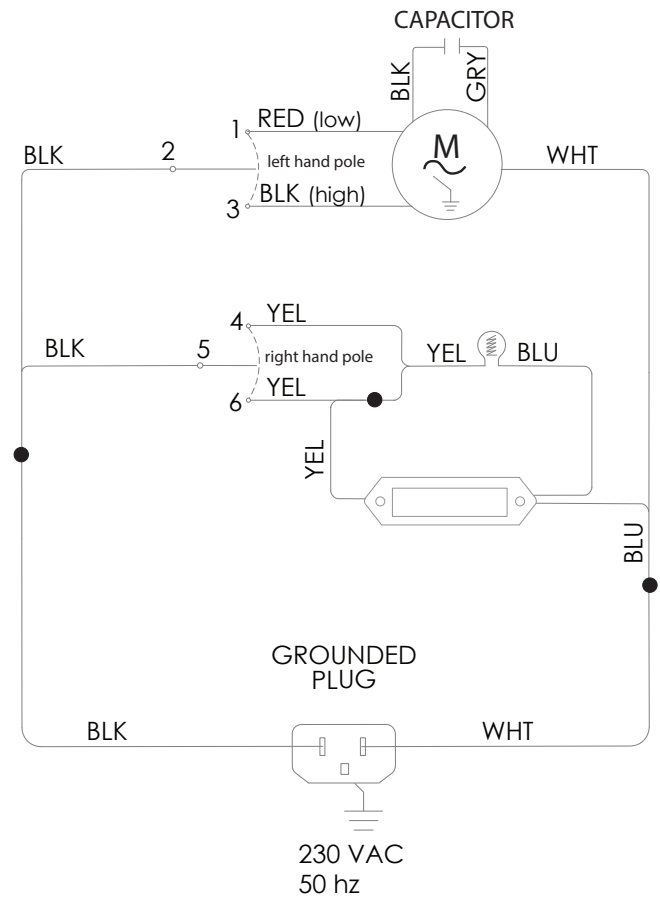 CAPACITOR
BLK
GRY
1
RED (low)
M
BLK
2
left hand pole
WHT
3
BLK (high)
4
YEL
BLK
5
right hand pole
YEL
BLU
6
YEL
YEL
BLU
GROUNDED
PLUG
BLK
WHT
230 VAC
50 hz